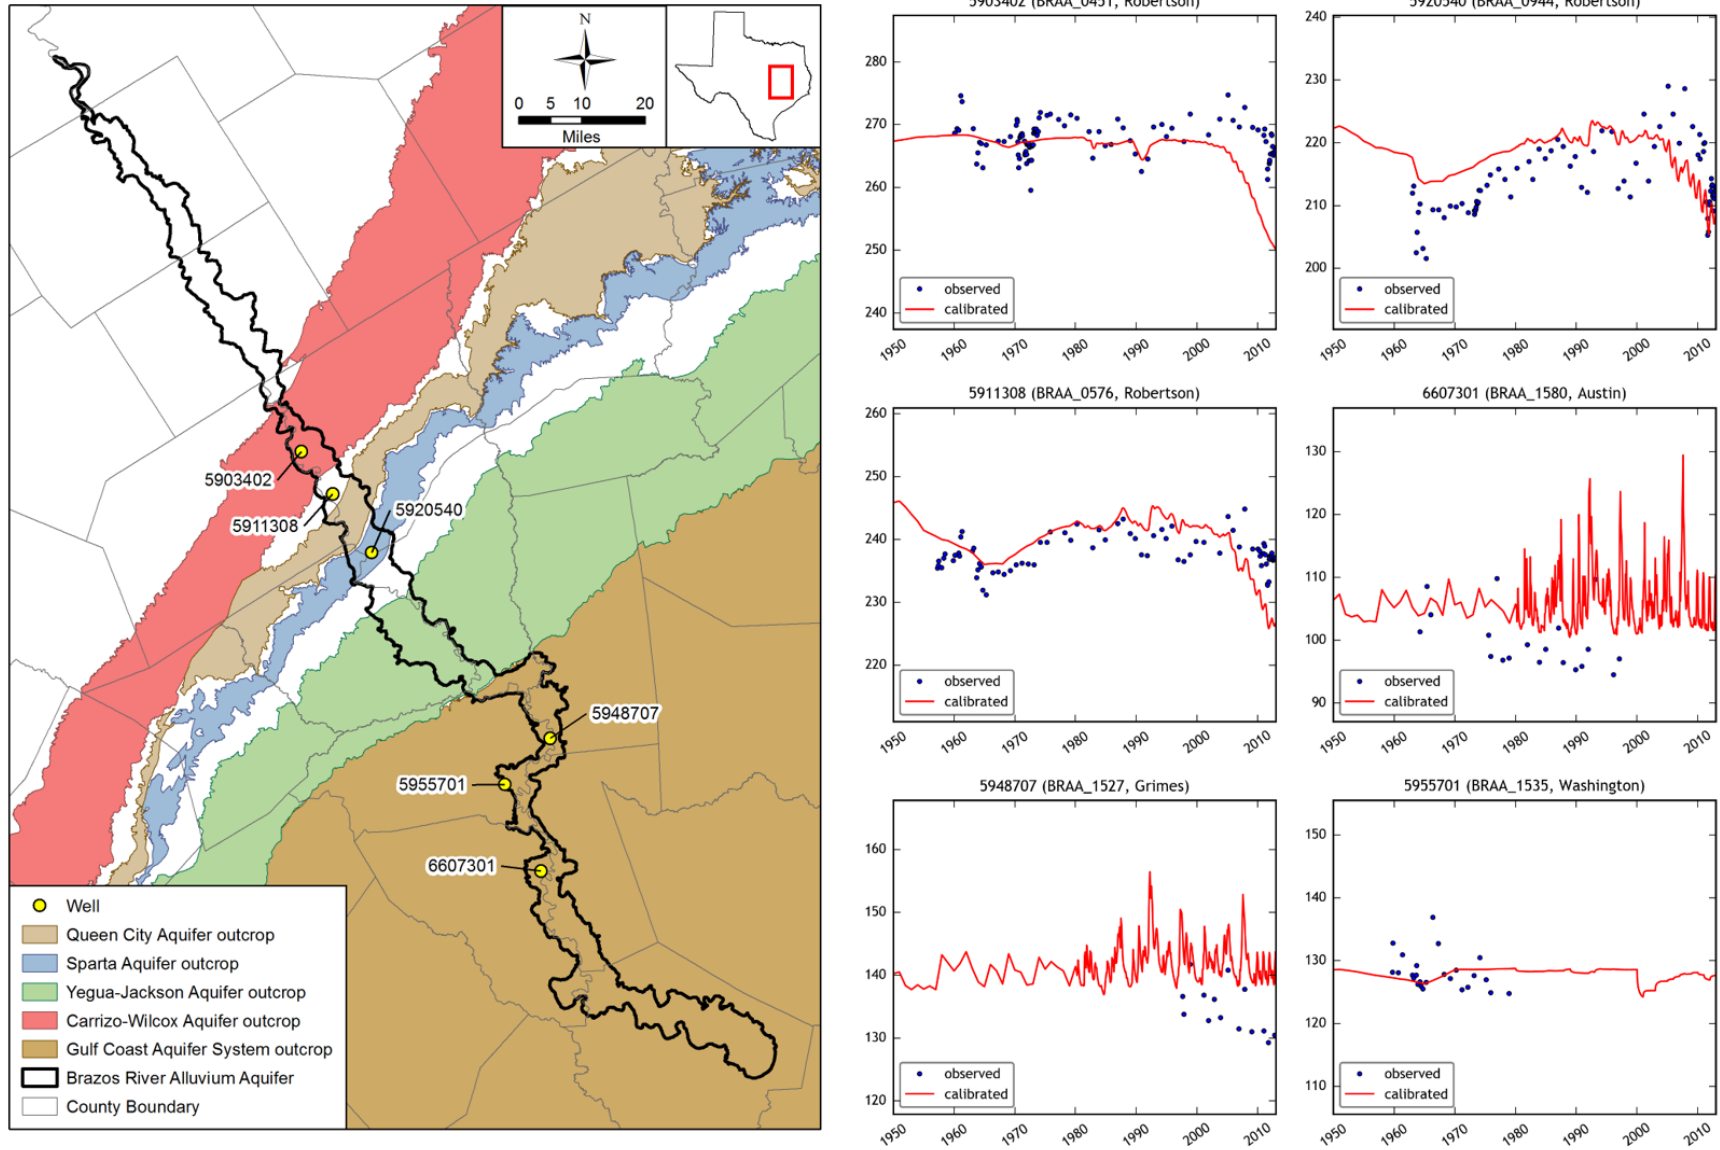 N
0 5 10 20
Miles
5903402
5911308
5920540
5948707
5955701
6607301
Well
Queen City Aquifer outcrop
Sparta Aquifer outcrop
Yegua-Jackson Aquifer outcrop
Carrizo-Wilcox Aquifer outcrop
Gulf Coast Aquifer System outcrop
Brazos River Alluvium Aquifer
County Boundary
5903402 (BRAA_0451, Robertson)
280
270
260
250
240
observed
calibrated
1950 1960 1970 1980 1990 2000 2010
5920540 (BRAA_0944, Robertson)
240
230
220
210
200
observed
calibrated
1950 1960 1970 1980 1990 2000 2010
5911308 (BRAA_0576, Robertson)
260
250
240
230
220
observed
calibrated
1950 1960 1970 1980 1990 2000 2010
6607301 (BRAA_1580, Austin)
130
120
110
100
90
observed
calibrated
1950 1960 1970 1980 1990 2000 2010
5948707 (BRAA_1527, Grimes)
160
150
140
130
120
observed
calibrated
1950 1960 1970 1980 1990 2000 2010
5955701 (BRAA_1535, Washington)
150
140
130
120
110
observed
calibrated
1950 1960 1970 1980 1990 2000 2010